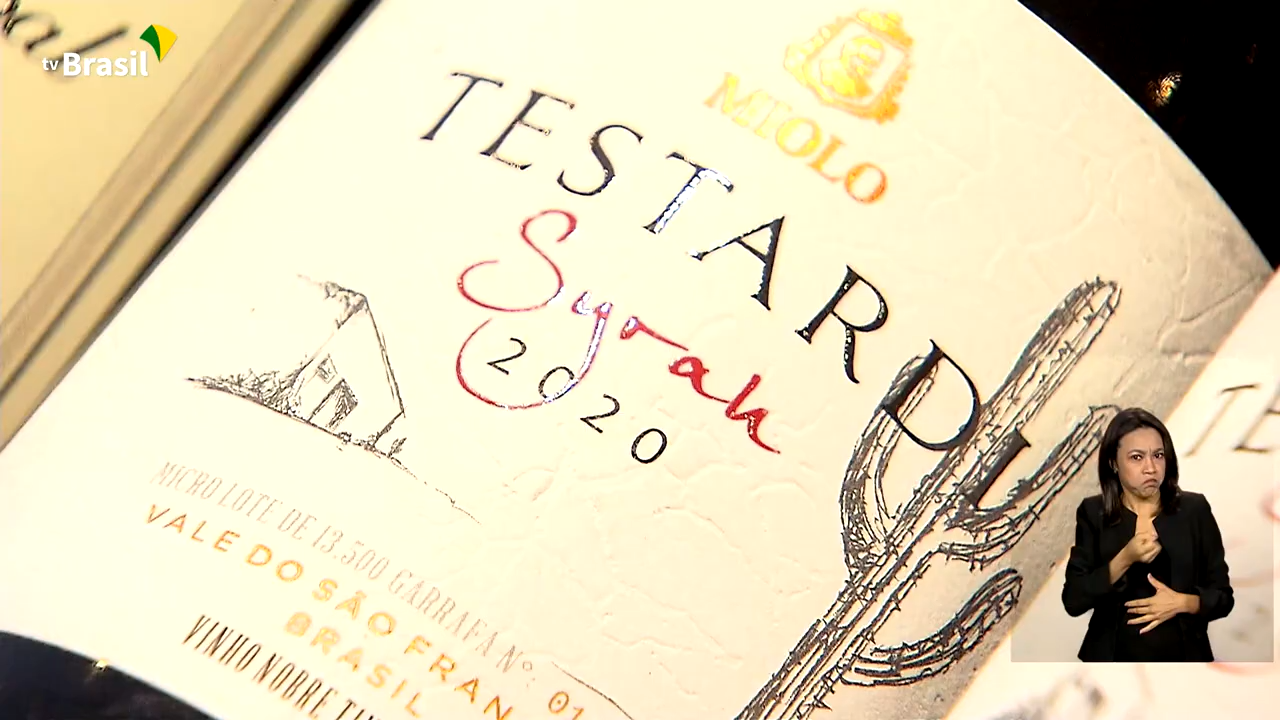 tv Brasil
MIOLO
TESTARDI
Syrah
2020
MICRO LOTE DE 13.500 GARRAFA Nº 01
VALE DO SÃO FRAN
BRASIL
VINHO NOBRE
TE